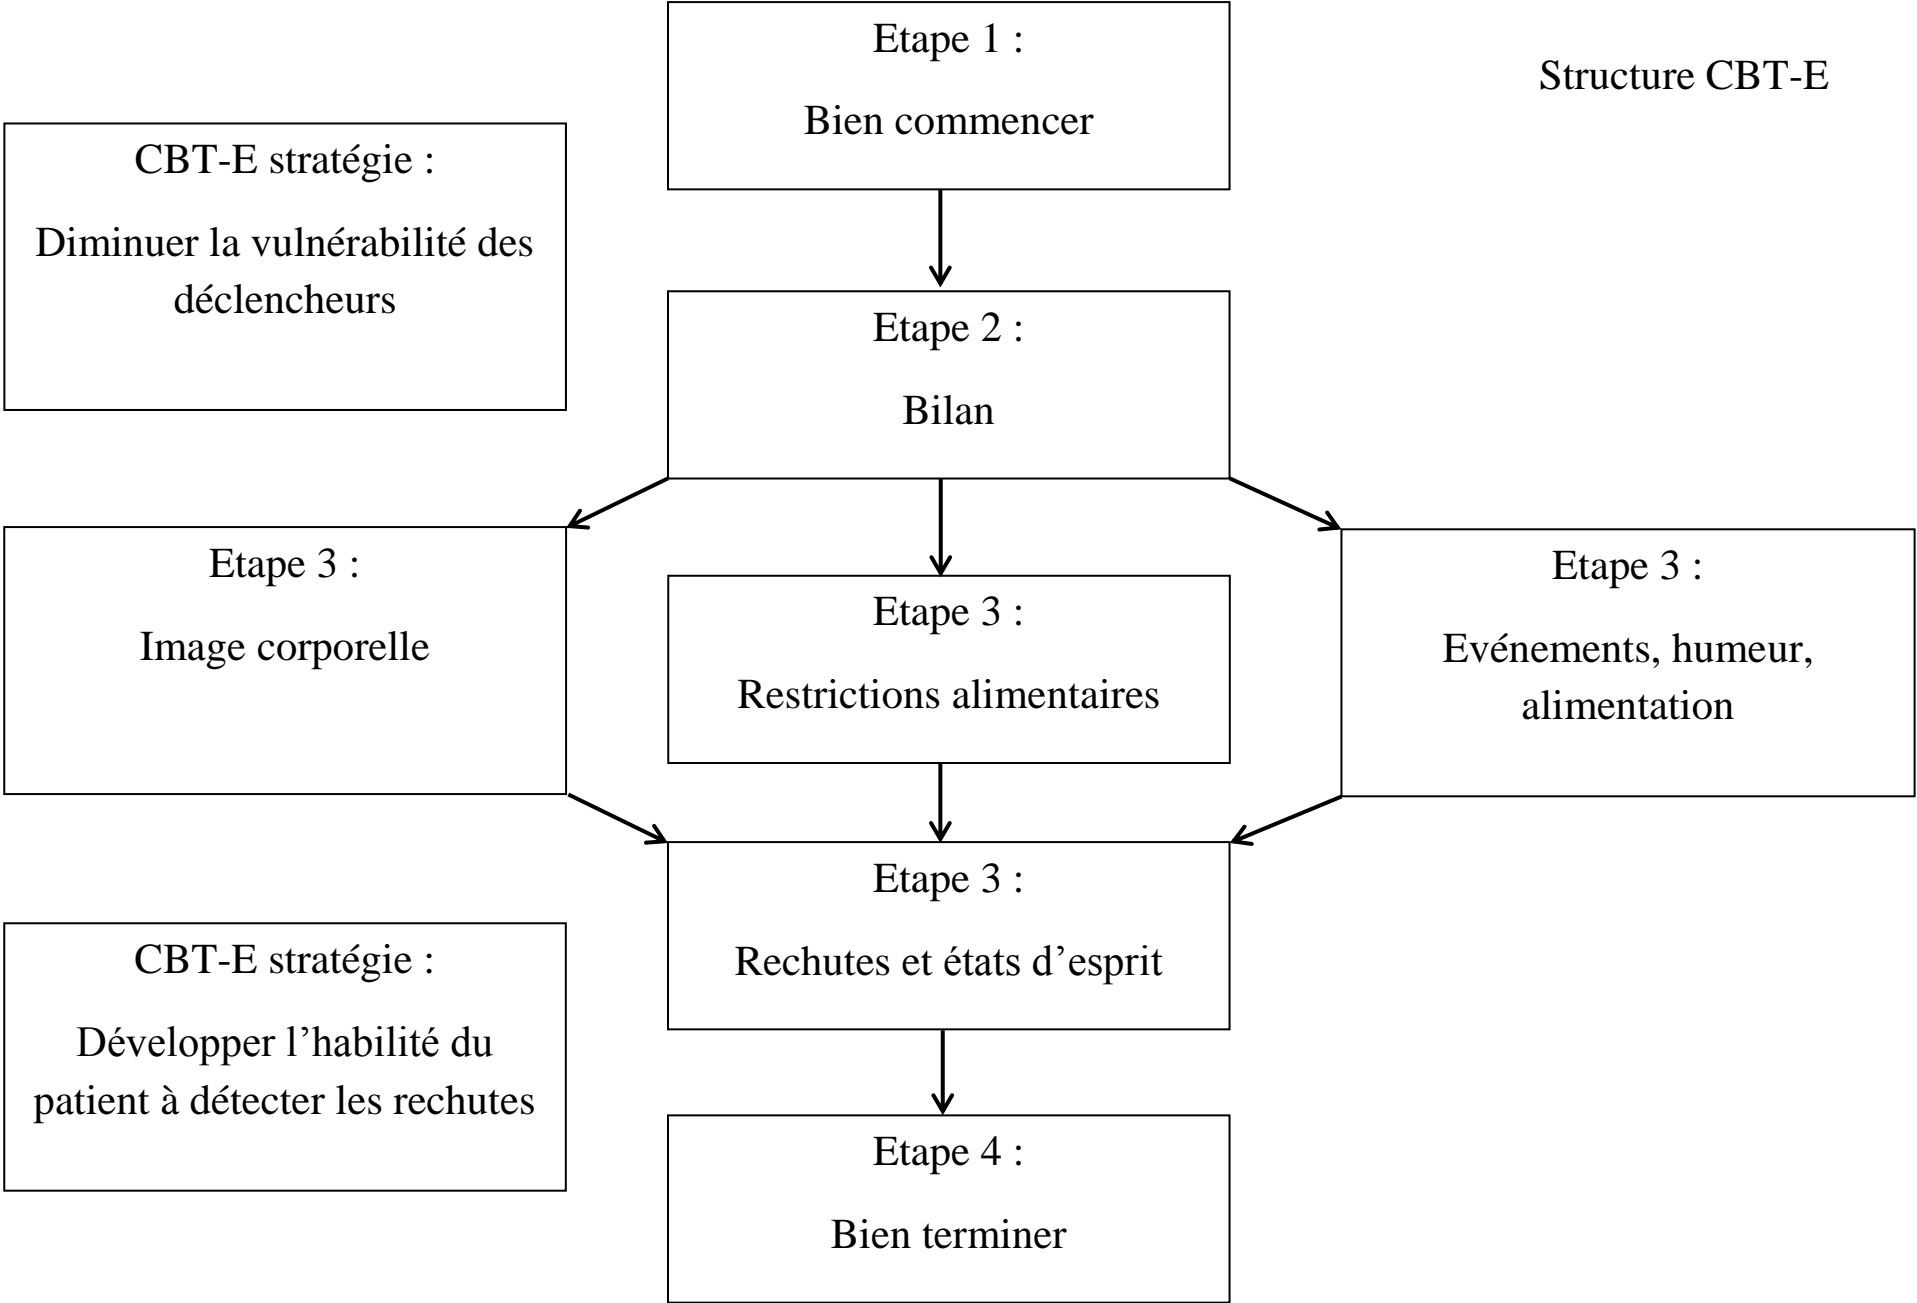 Structure CBT-E
Etape 1 :
Bien commencer
CBT-E stratégie :
Diminuer la vulnérabilité des
déclencheurs
Etape 2 :
Bilan
Etape 3 :
Image corporelle
Etape 3 :
Restrictions alimentaires
Etape 3 :
Evénements, humeur,
alimentation
Etape 3 :
Rechutes et états d’esprit
CBT-E stratégie :
Développer l’habilité du
patient à détecter les rechutes
Etape 4 :
Bien terminer